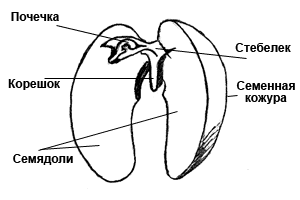 Почечка
Стебелек
Корешок
Семенная
кожура
Семядоли